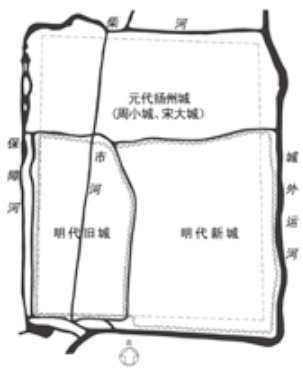 柴河
元代扬州城
(周小城、宋大城)
保障河
市河
城外运河
明代旧城
明代新城
北